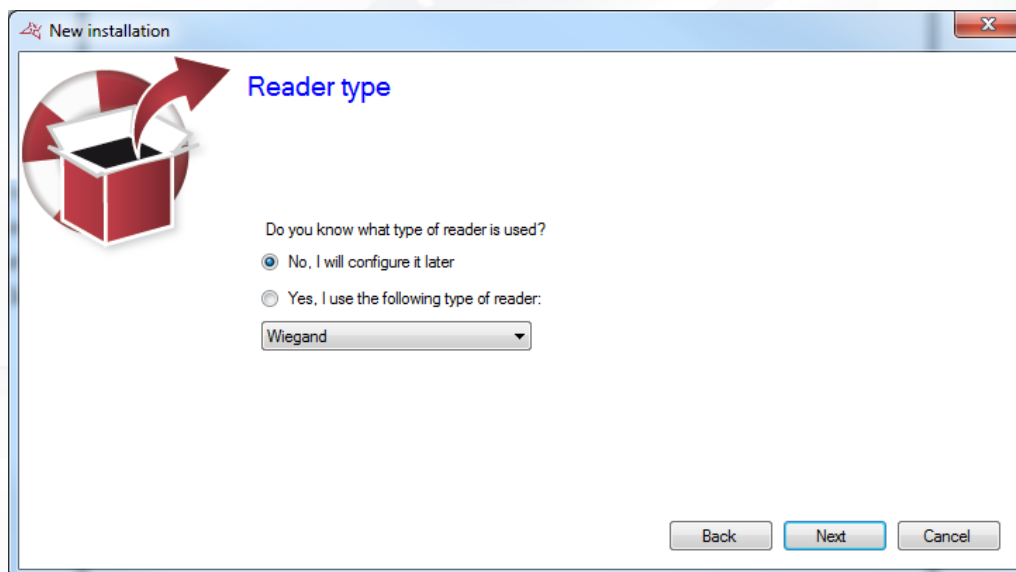 New installation
Reader type
Do you know what type of reader is used?
No, I will configure it later
Yes, I use the following type of reader:
Wiegand
Back Next Cancel